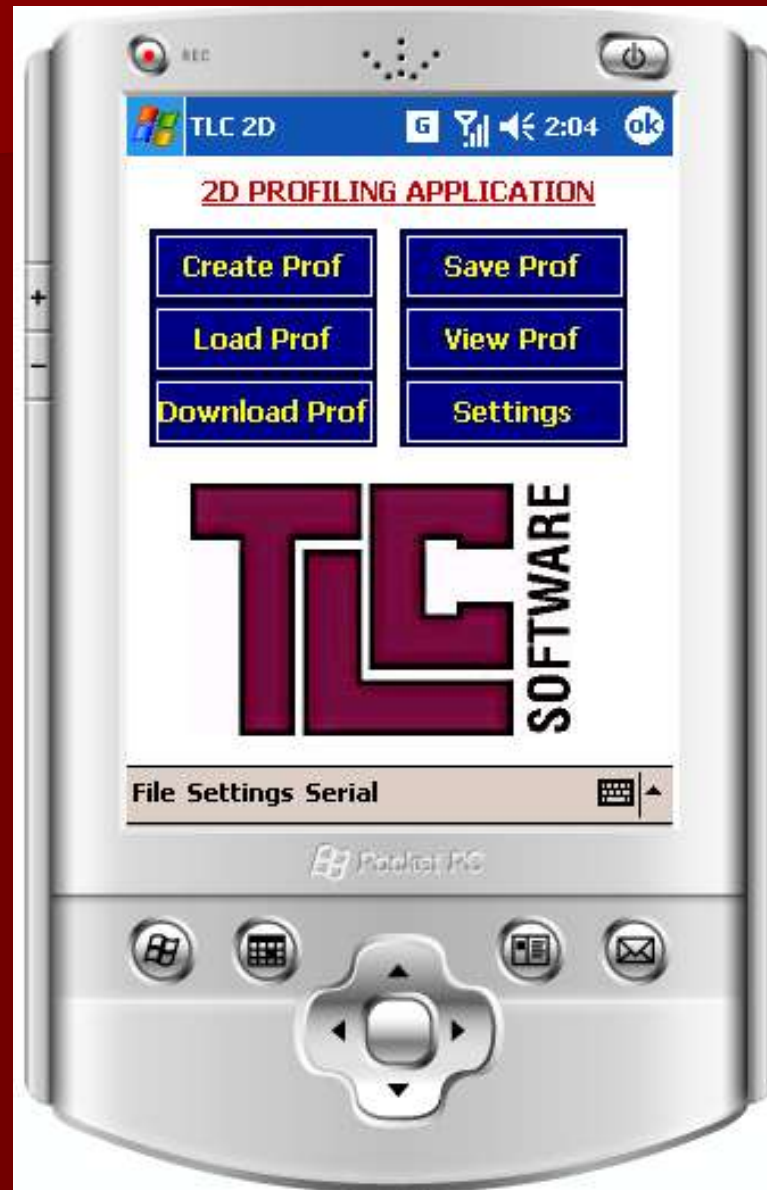 REC
TLC 2D G 2:04 ok
2D PROFILING APPLICATION
Create Prof Save Prof
Load Prof View Prof
Download Prof Settings
TLC SOFTWARE
File Settings Serial
Pocket PC